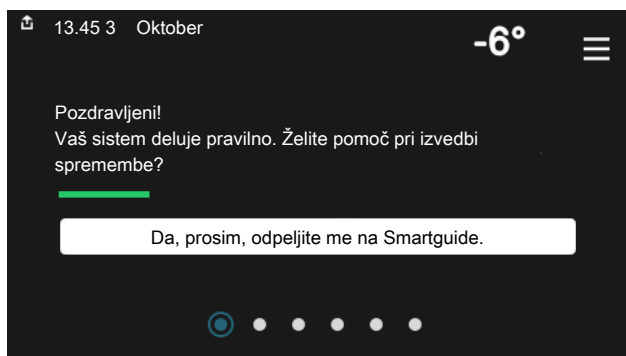 13.45 3 Oktober
-6°
Pozdravljeni!
Vaš sistem deluje pravilno. Želite pomoč pri izvedbi
spremembe?
Da, prosim, odpeljite me na Smartguide.